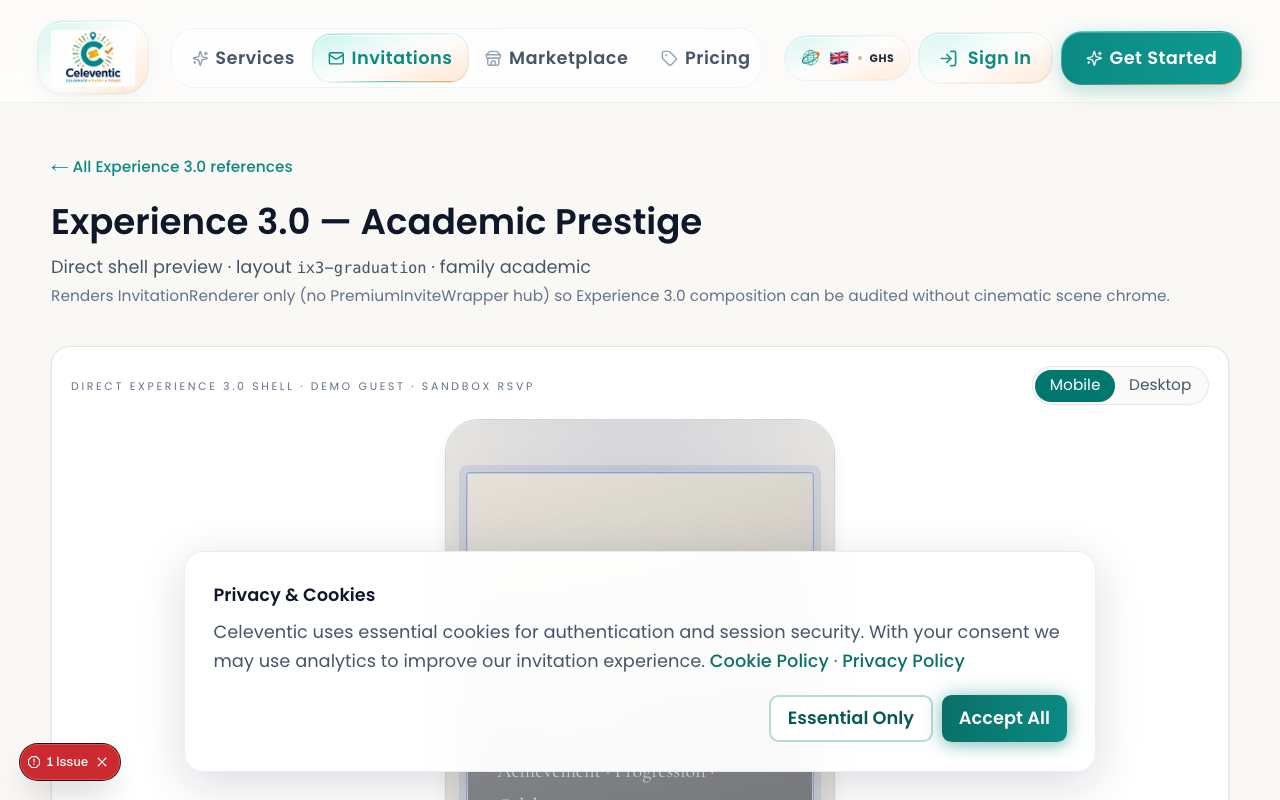 Celeventic
Services
Invitations
Marketplace
Pricing
GHS
Sign In
Get Started
← All Experience 3.0 references
Experience 3.0 — Academic Prestige
Direct shell preview · layout ix3-graduation · family academic
Renders InvitationRenderer only (no PremiumInviteWrapper hub) so Experience 3.0 composition can be audited without cinematic scene chrome.
DIRECT EXPERIENCE 3.0 SHELL · DEMO GUEST · SANDBOX RSVP
Mobile
Desktop
Privacy & Cookies
Celeventic uses essential cookies for authentication and session security. With your consent we
may use analytics to improve our invitation experience. Cookie Policy · Privacy Policy
Essential Only
Accept All
1 Issue
Achievement · Progression ·